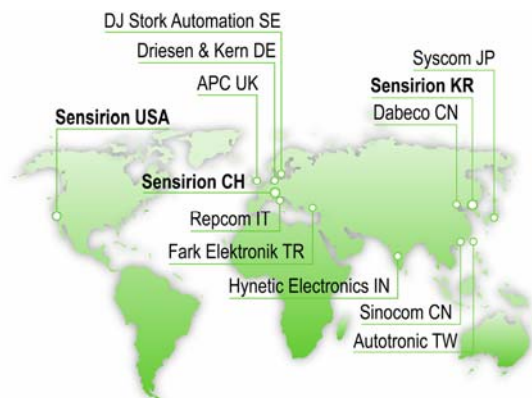 DJ Stork Automation SE
Driesen & Kern DE
APC UK
Syscom JP
Sensirion KR
Dabeco CN
Sensirion USA
Sensirion CH
Repcom IT
Fark Elektronik TR
Hynetic Electronics IN
Sinocom CN
Autotronic TW